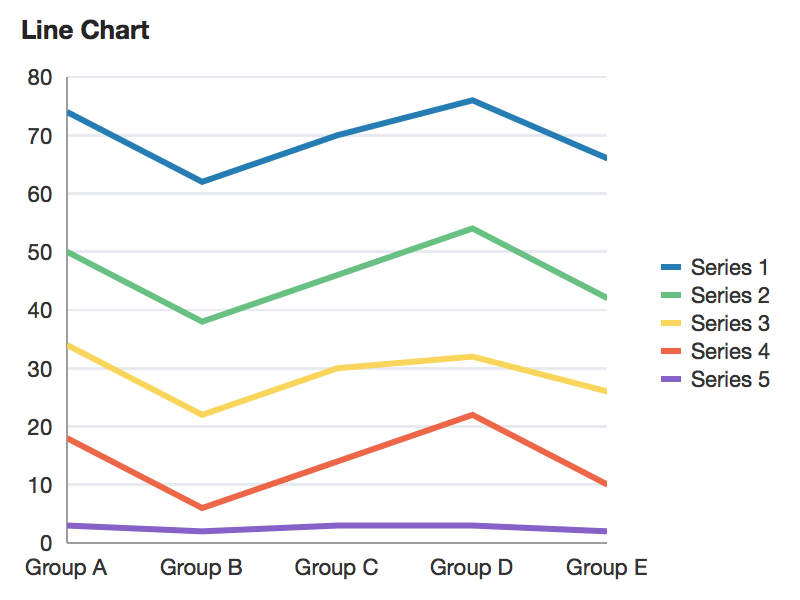 Line Chart
80
70
60
50
40
30
20
10
0
Group A Group B Group C Group D Group E
Series 1
Series 2
Series 3
Series 4
Series 5